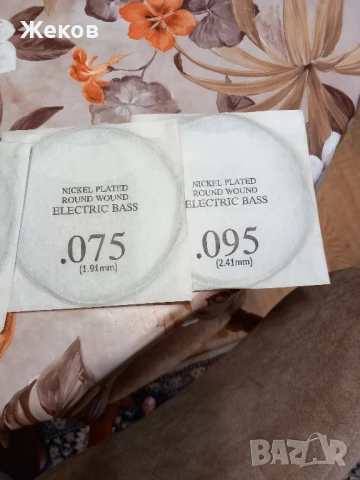 Жеков
NICKEL PLATED
ROUND WOUND
ELECTRIC BASS
.075
(1.91mm)
NICKEL PLATED
ROUND WOUND
ELECTRIC BASS
.095
(2.41mm)
BAZAR